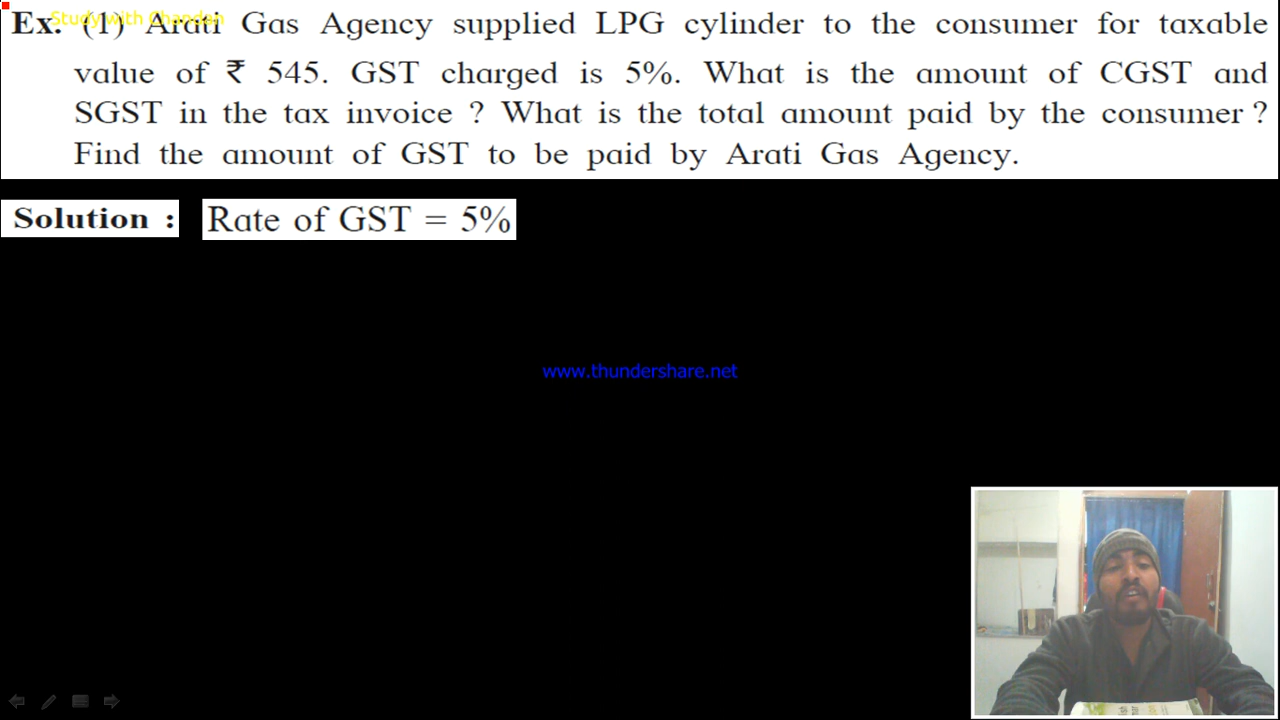 Study with Chandan
Ex. (1) Arati Gas Agency supplied LPG cylinder to the consumer for taxable
value of ₹ 545. GST charged is 5%. What is the amount of CGST and
SGST in the tax invoice ? What is the total amount paid by the consumer ?
Find the amount of GST to be paid by Arati Gas Agency.
Solution : Rate of GST = 5%
www.thundershare.net